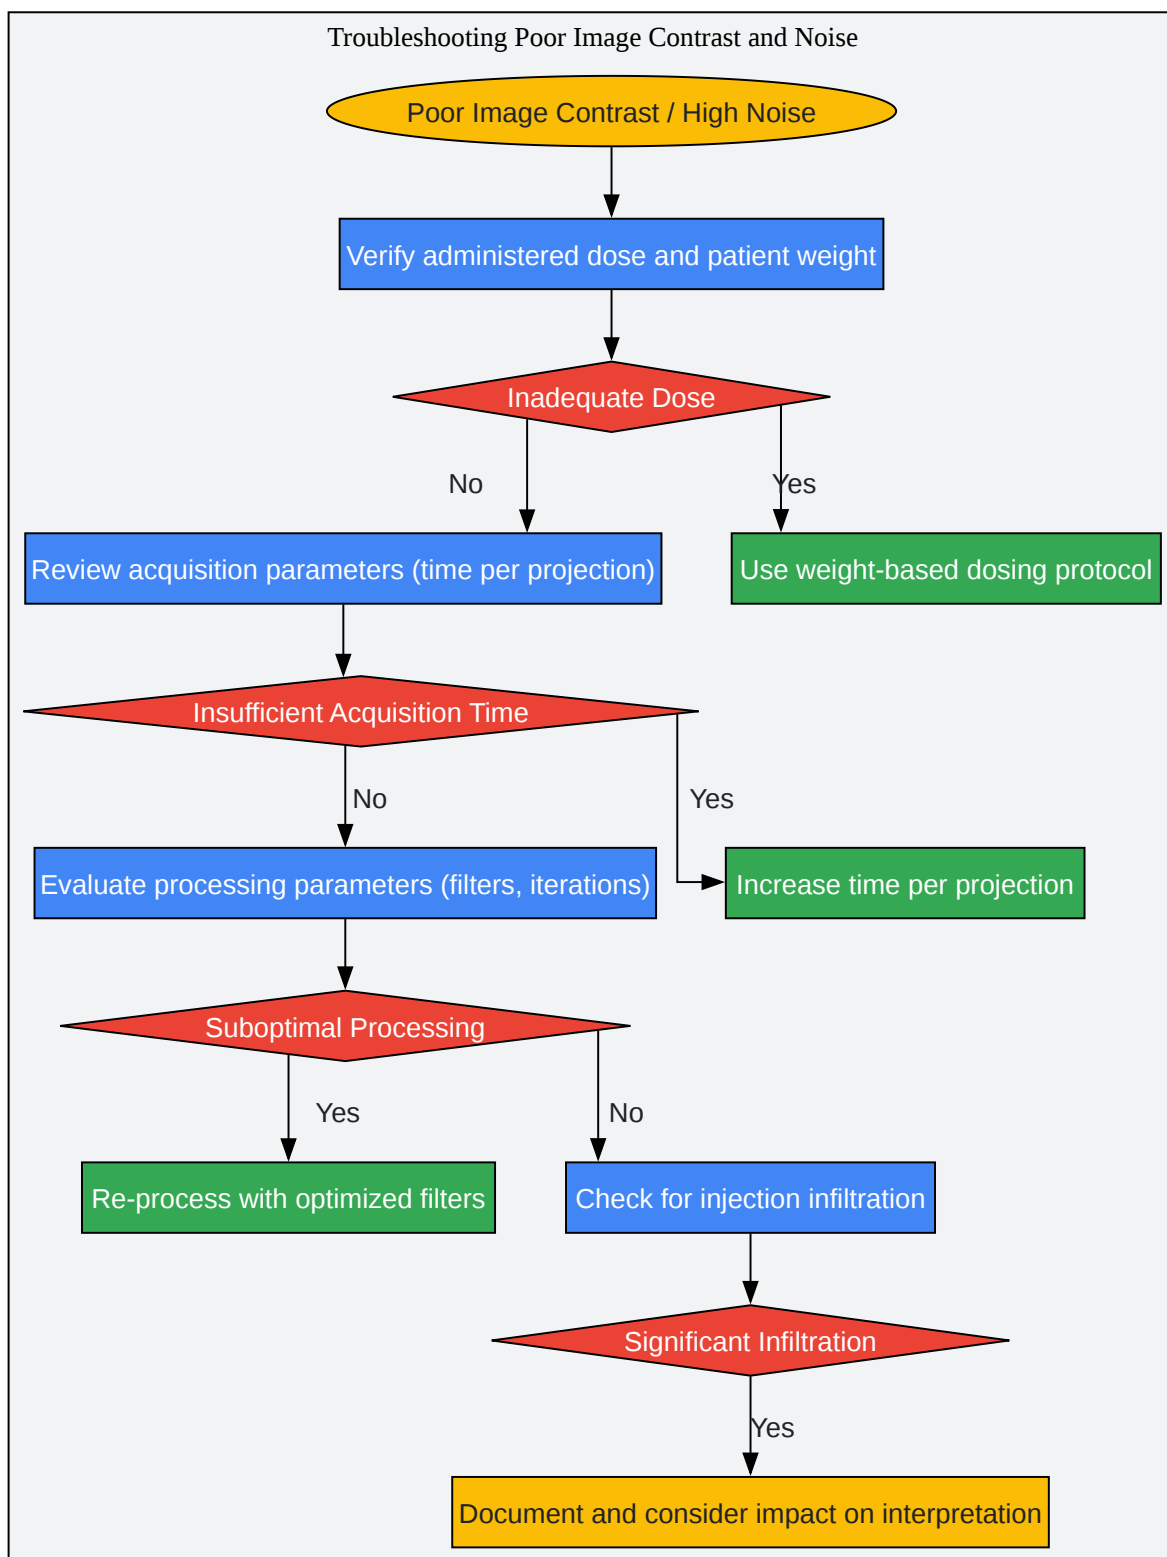 Troubleshooting Poor Image Contrast and Noise
Poor Image Contrast / High Noise
Verify administered dose and patient weight
Inadequate Dose
No
Yes
Review acquisition parameters (time per projection)
Use weight-based dosing protocol
Insufficient Acquisition Time
No
Yes
Evaluate processing parameters (filters, iterations)
Increase time per projection
Suboptimal Processing
Yes
No
Re-process with optimized filters
Check for injection infiltration
Significant Infiltration
Yes
Document and consider impact on interpretation